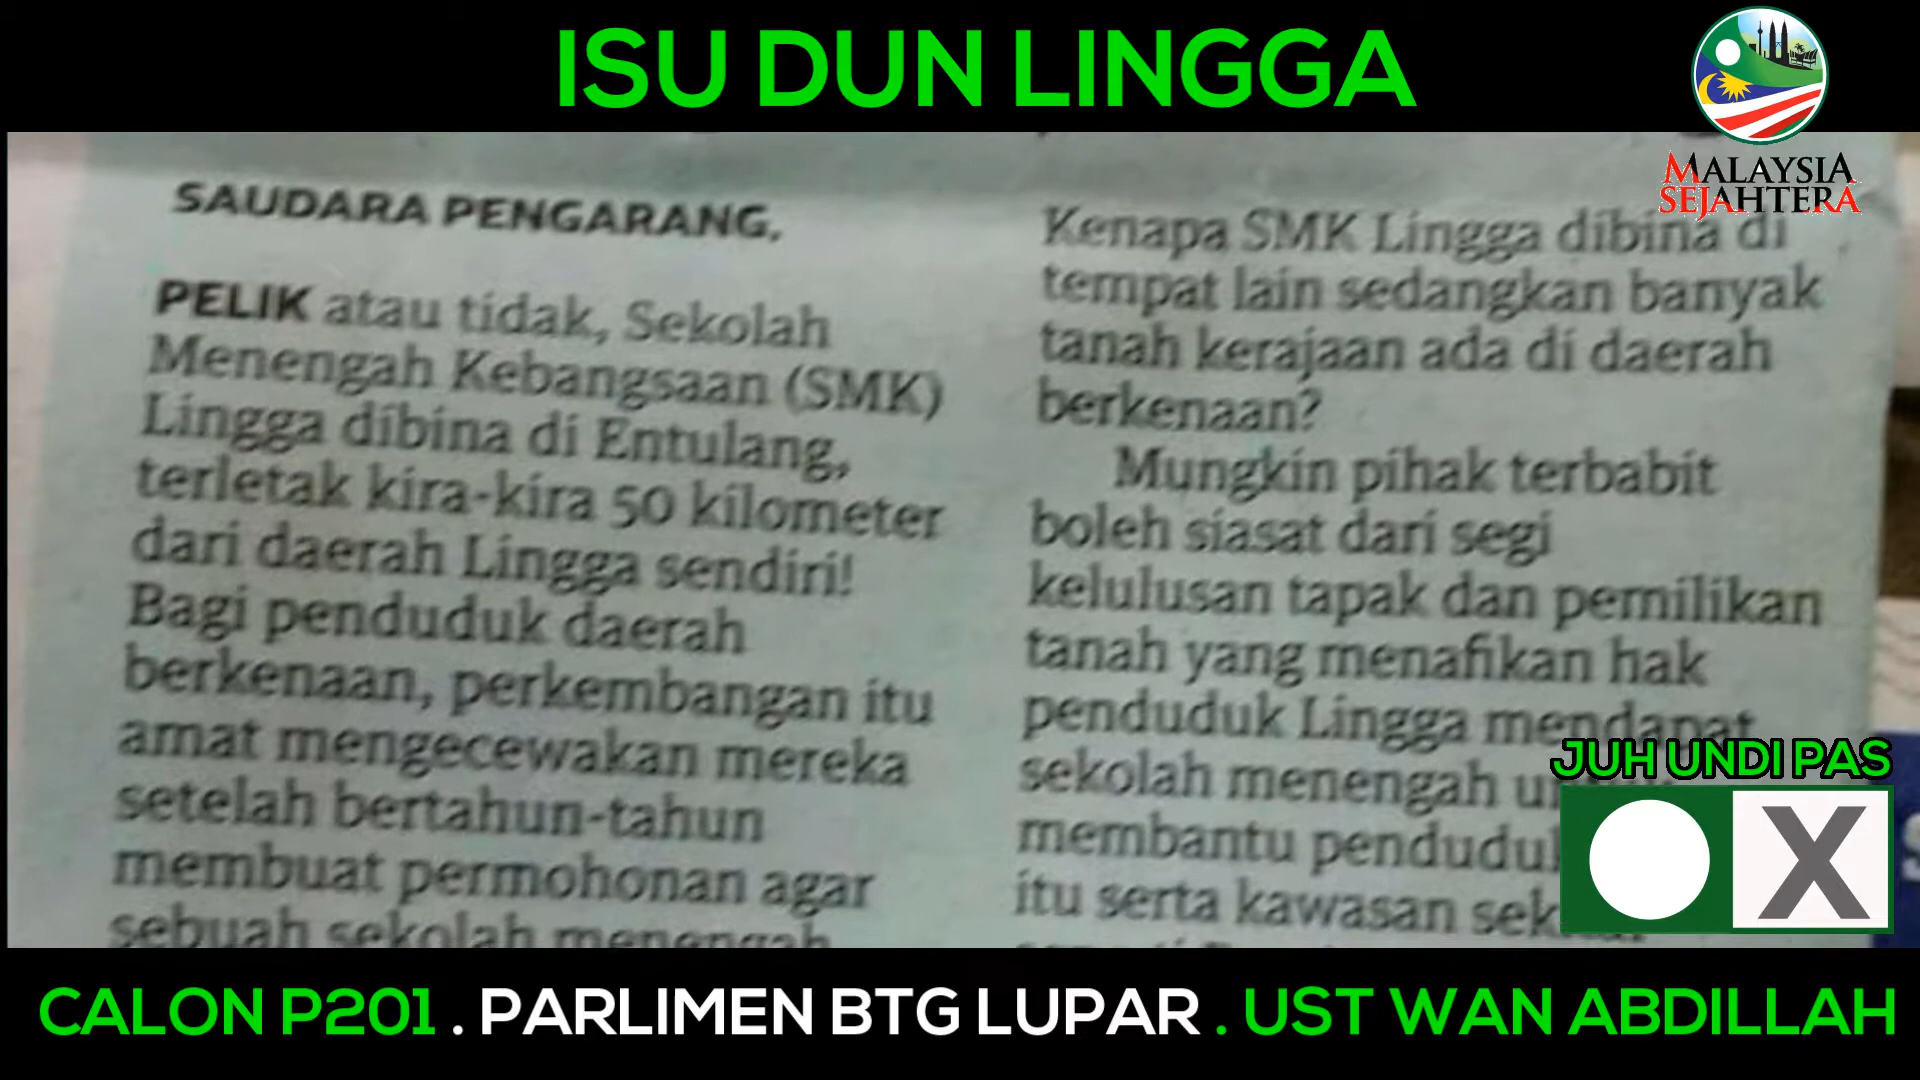 ISU DUN LINGGA
MALAYSIA
SEJAHTERA
SAUDARA PENGARANG,
PELIK atau tidak, Sekolah
Menengah Kebangsaan (SMK)
Lingga dibina di Entulang,
terletak kira-kira 50 kilometer
dari daerah Lingga sendiri!
Bagi penduduk daerah
berkenaan, perkembangan itu
amat mengecewakan mereka
setelah bertahun-tahun
membuat permohonan agar
sebuah sekolah menengah
Kenapa SMK Lingga dibina di
tempat lain sedangkan banyak
tanah kerajaan ada di daerah
berkenaan?
Mungkin pihak terbabit
boleh siasat dari segi
kelulusan tapak dan pemilikan
tanah yang menafikan hak
penduduk Lingga mendapat
sekolah menengah
membantu
itu serta kawasan
JUH UNDI PAS
X
CALON P201 . PARLIMEN BTG LUPAR . UST WAN ABDILLAH